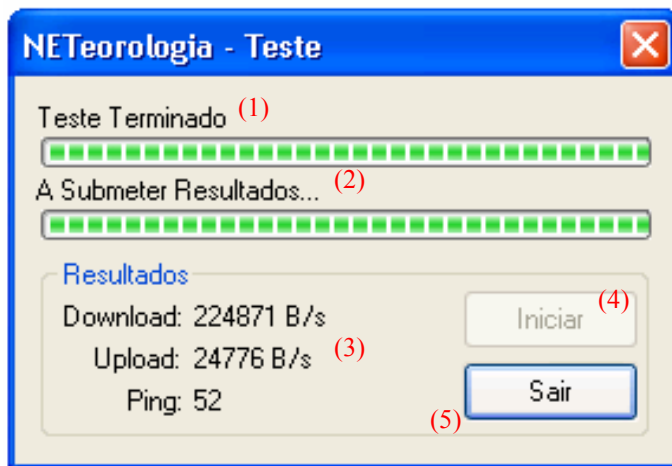 NETeorologia - Teste
Teste Terminado (1)
A Submeter Resultados... (2)
Resultados
Download: 224871 B/s
Upload: 24776 B/s (3)
Ping: 52
Iniciar (4)
Sair
(5)